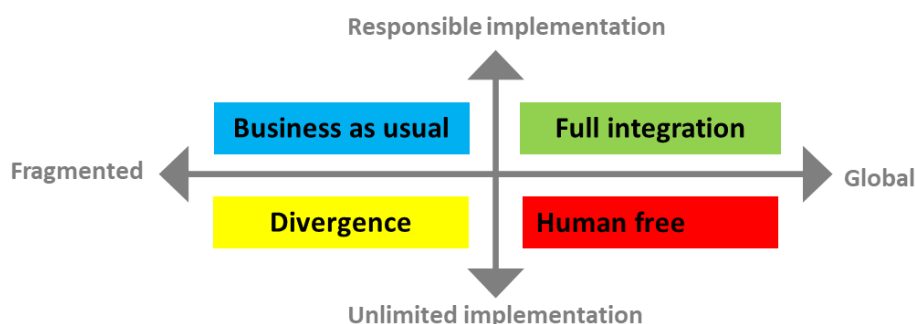 Responsible implementation
Business as usual
Full integration
Fragmented
Global
Divergence
Human free
Unlimited implementation